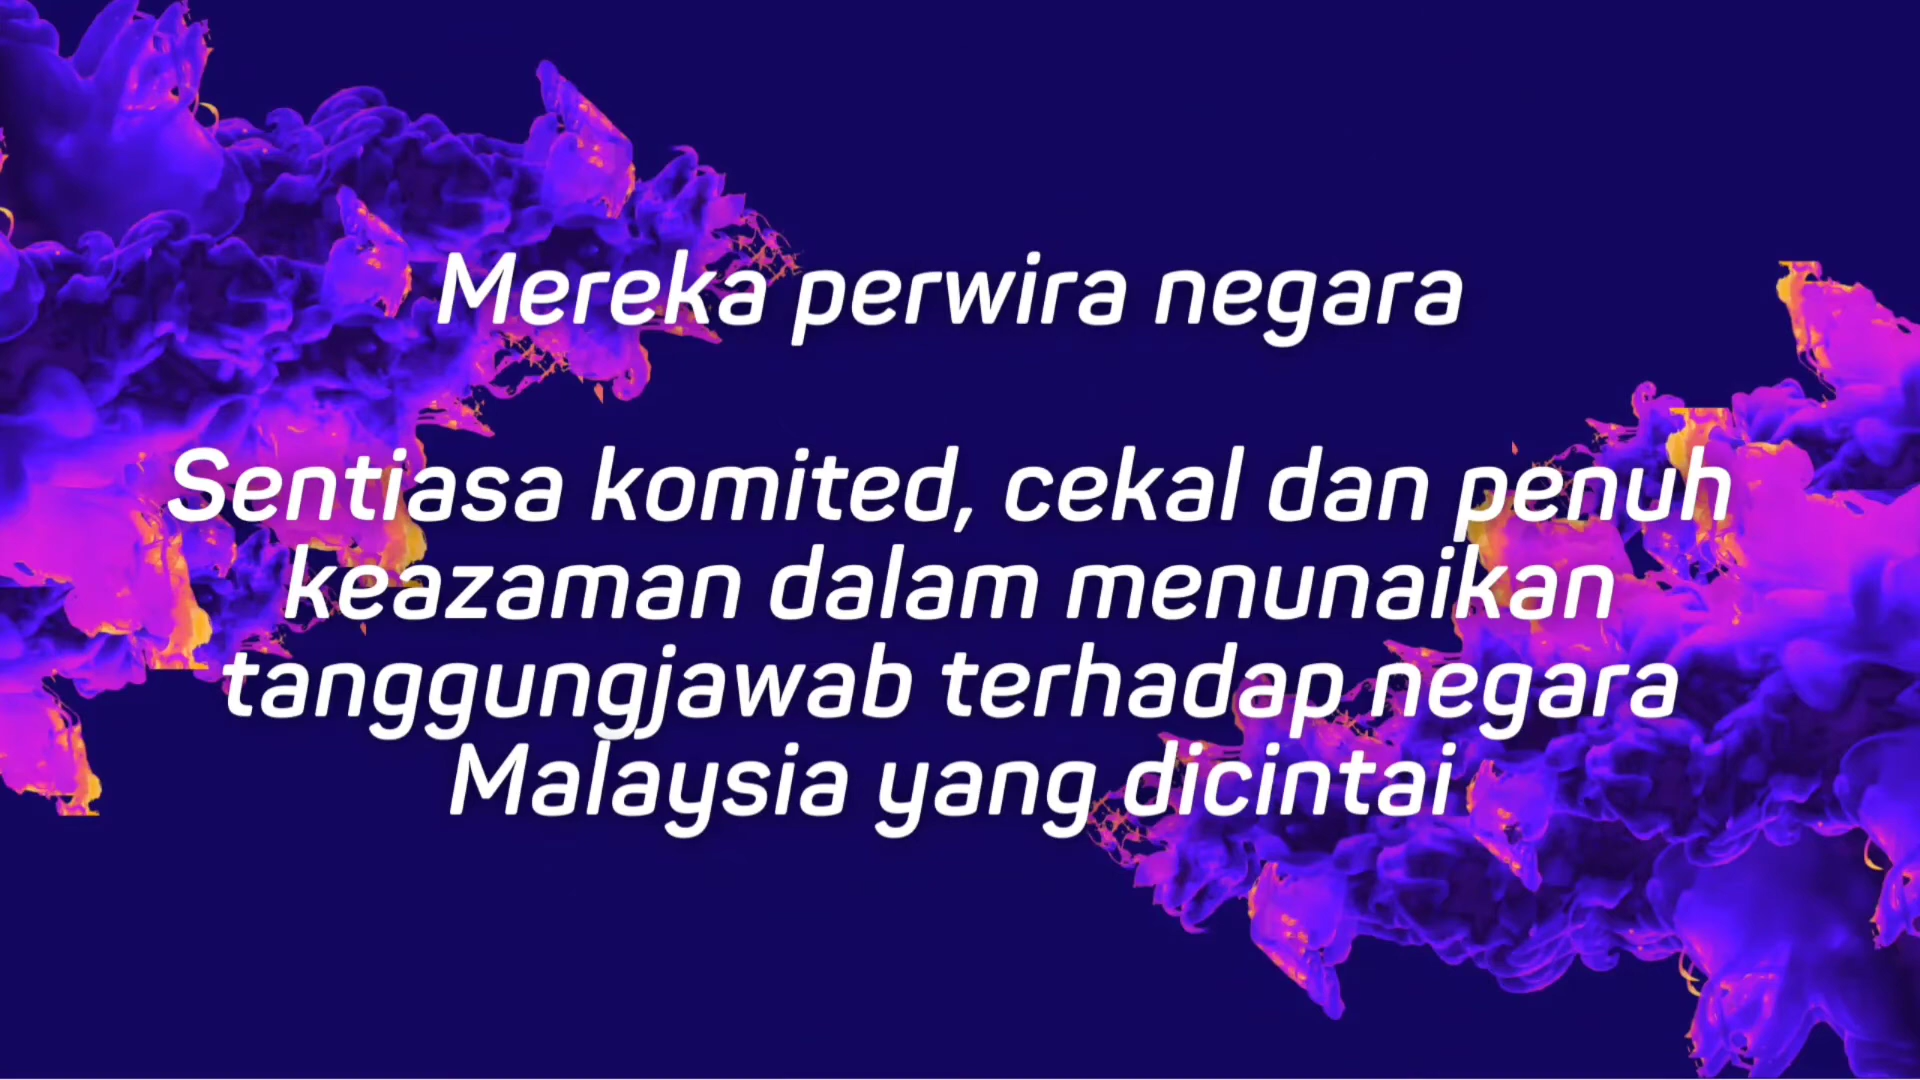 Mereka perwira negara
Sentiasa komited, cekal dan penuh
keazaman dalam menunaikan
tanggungjawab terhadap negara
Malaysia yang dicintai